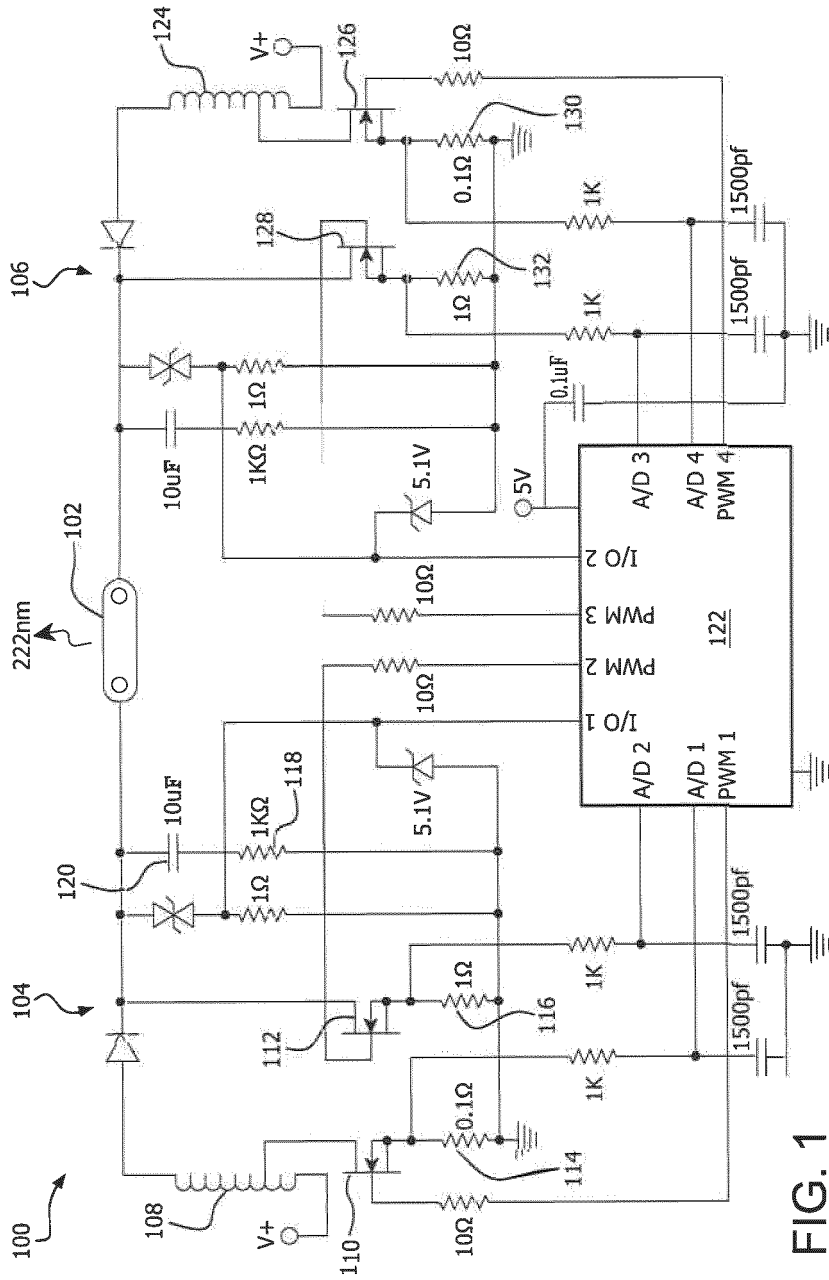 100
104
106
108
V+
110
112
114
0.1Ω
10Ω
116
1Ω
1Ω
118
1KΩ
120
10uF
102
222nm
10uF
1KΩ
1Ω
128
132
1Ω
124
V+
126
10Ω
130
0.1Ω
5.1V
5.1V
10Ω
10Ω
5V
0.1uF
1K
1K
1500pf
1500pf
1K
1K
1500pf
1500pf
I/O 1
PWM 2
PWM 3
I/O 2
A/D 2
A/D 1
PWM 1
122
A/D 3
A/D 4
PWM 4
FIG. 1